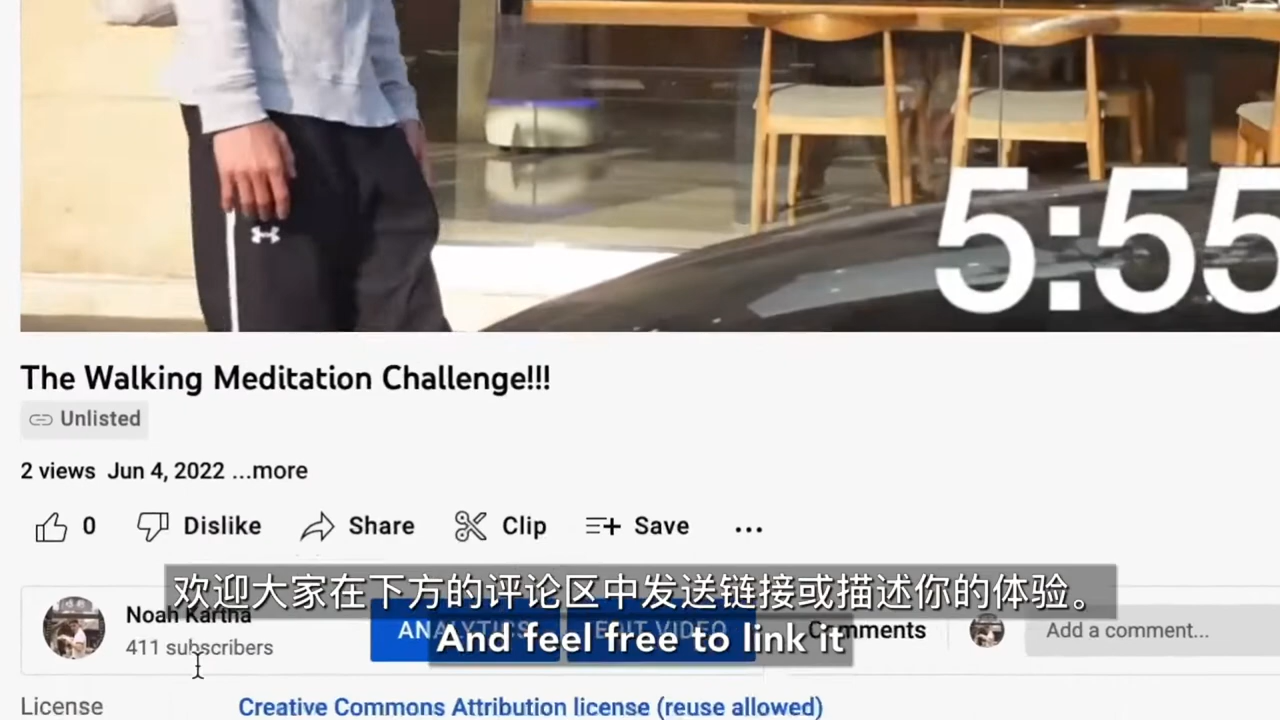 5:55
The Walking Meditation Challenge!!!
Unlisted
2 views Jun 4, 2022 ...more
0 Dislike Share Clip Save ...
欢迎大家在下方的评论区中发送链接或描述你的体验。
Noah Kartha
411 subscribers
ANALYTICS EDIT VIDEO Comments Add a comment...
And feel free to link it
License Creative Commons Attribution license (reuse allowed)